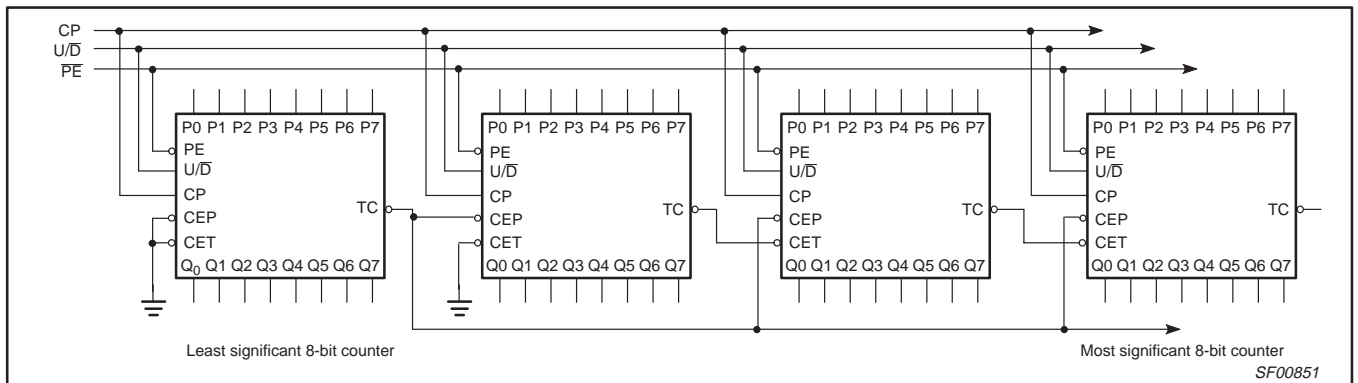 CP
U/D̅
P̅E̅
P0 P1 P2 P3 P4 P5 P6 P7
PE
U/D̅
CP
CEP
CET
TC
Q0 Q1 Q2 Q3 Q4 Q5 Q6 Q7
P0 P1 P2 P3 P4 P5 P6 P7
PE
U/D̅
CP
CEP
CET
TC
Q0 Q1 Q2 Q3 Q4 Q5 Q6 Q7
P0 P1 P2 P3 P4 P5 P6 P7
PE
U/D̅
CP
CEP
CET
TC
Q0 Q1 Q2 Q3 Q4 Q5 Q6 Q7
P0 P1 P2 P3 P4 P5 P6 P7
PE
U/D̅
CP
CEP
CET
TC
Q0 Q1 Q2 Q3 Q4 Q5 Q6 Q7
Least significant 8-bit counter
Most significant 8-bit counter
SF00851